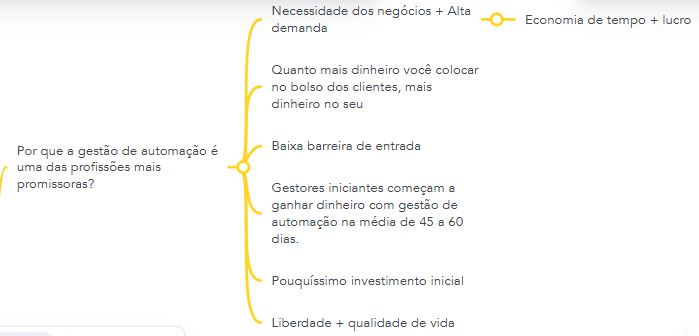 Necessidade dos negócios + Alta
demanda
Economia de tempo + lucro
Quanto mais dinheiro você colocar
no bolso dos clientes, mais
dinheiro no seu
Por que a gestão de automação é
uma das profissões mais
promissoras?
Baixa barreira de entrada
Gestores iniciantes começam a
ganhar dinheiro com gestão de
automação na média de 45 a 60
dias.
Pouquíssimo investimento inicial
Liberdade + qualidade de vida